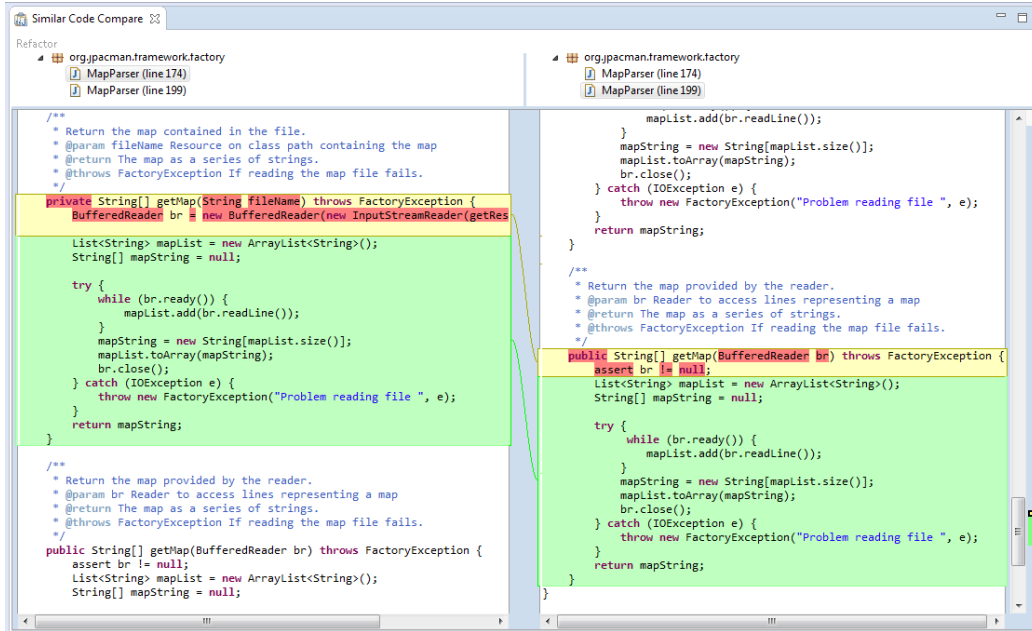 Similar Code Compare
Refactor
org.jpacman.framework.factory
MapParser (line 174)
MapParser (line 199)
/**
* Return the map contained in the file.
* @param fileName Resource on class path containing the map
* @return The map as a series of strings.
* @throws FactoryException If reading the map file fails.
*/
private String[] getMap(String fileName) throws FactoryException {
BufferedReader br = new BufferedReader(new InputStreamReader(getRes
List<String> mapList = new ArrayList<String>();
String[] mapString = null;
try {
while (br.ready()) {
mapList.add(br.readLine());
}
mapString = new String[mapList.size()];
mapList.toArray(mapString);
br.close();
} catch (IOException e) {
throw new FactoryException("Problem reading file ", e);
}
return mapString;
}
/**
* Return the map provided by the reader.
* @param br Reader to access lines representing a map
* @return The map as a series of strings.
* @throws FactoryException If reading the map file fails.
*/
public String[] getMap(BufferedReader br) throws FactoryException {
assert br != null;
List<String> mapList = new ArrayList<String>();
String[] mapString = null;
org.jpacman.framework.factory
MapParser (line 174)
MapParser (line 199)
mapList.add(br.readLine());
}
mapString = new String[mapList.size()];
mapList.toArray(mapString);
br.close();
} catch (IOException e) {
throw new FactoryException("Problem reading file ", e);
}
return mapString;
}
/**
* Return the map provided by the reader.
* @param br Reader to access lines representing a map
* @return The map as a series of strings.
* @throws FactoryException If reading the map file fails.
*/
public String[] getMap(BufferedReader br) throws FactoryException {
assert br != null;
List<String> mapList = new ArrayList<String>();
String[] mapString = null;
try {
while (br.ready()) {
mapList.add(br.readLine());
}
mapString = new String[mapList.size()];
mapList.toArray(mapString);
br.close();
} catch (IOException e) {
throw new FactoryException("Problem reading file ", e);
}
return mapString;
}
}